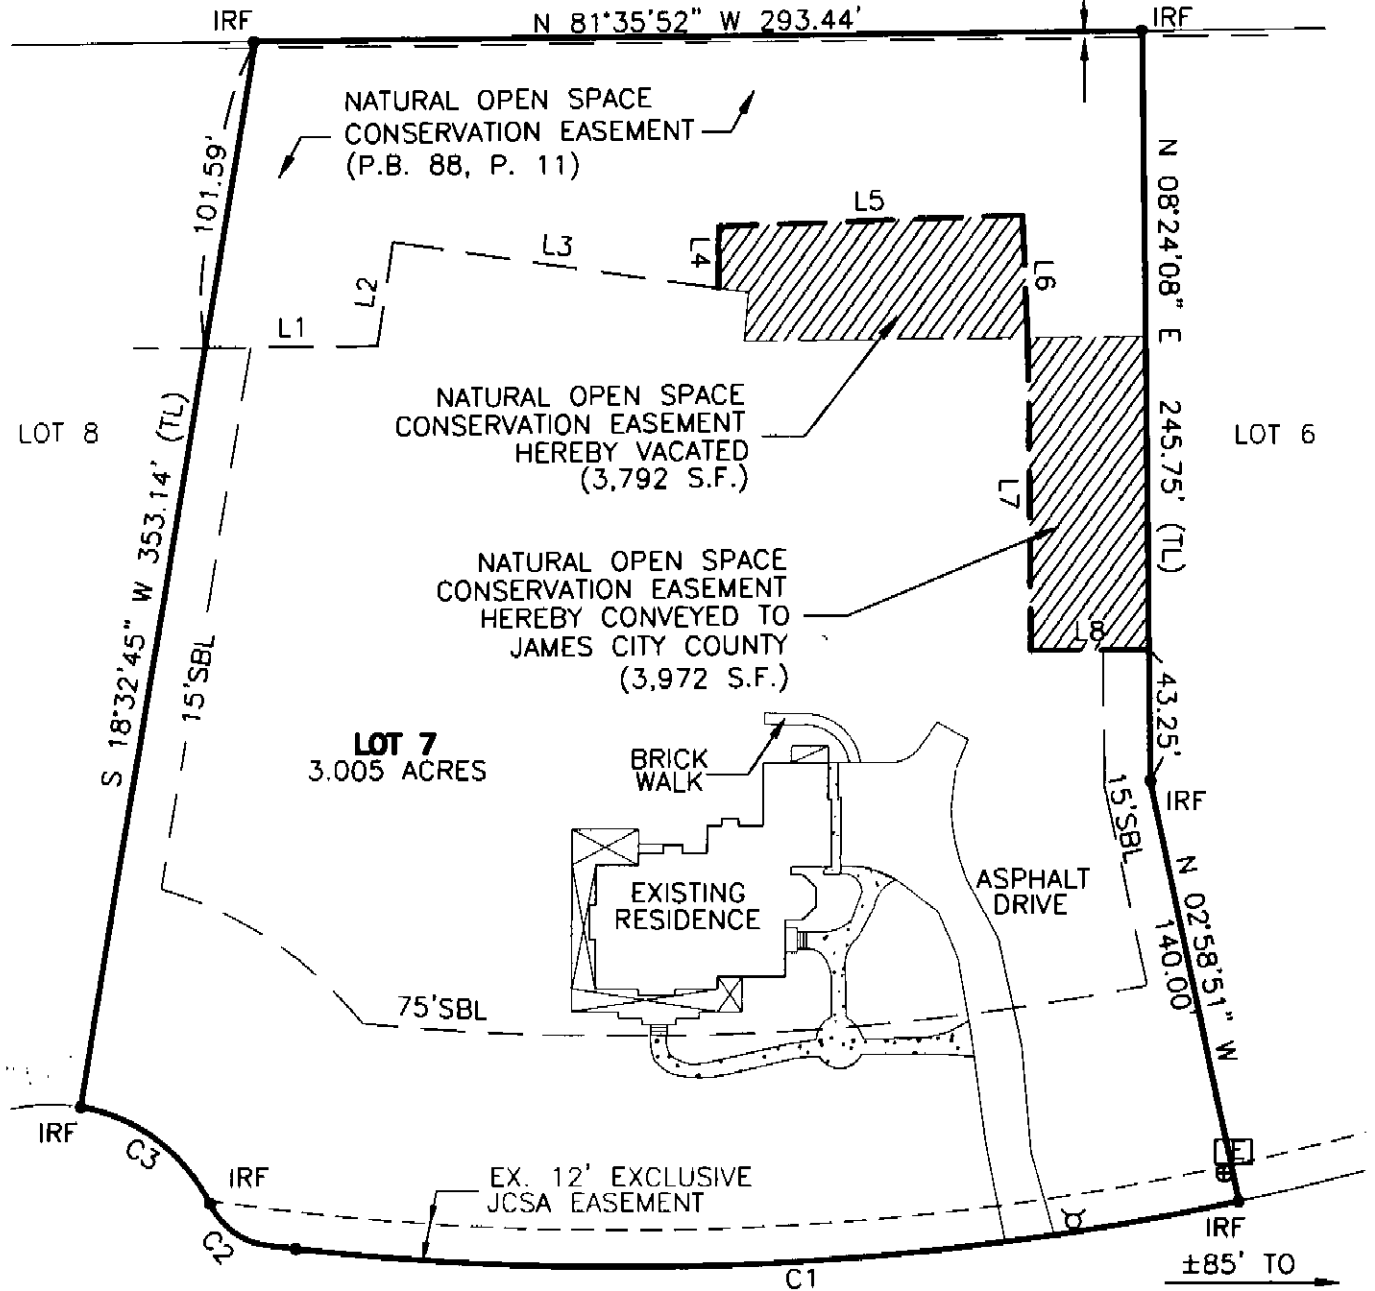 IRF
N 81°35'52" W 293.44'
IRF
NATURAL OPEN SPACE
CONSERVATION EASEMENT
(P.B. 88, P. 11)
101.59'
N 08°24'08" E 245.75' (TL)
L5
L4
L3
L6
L2
L1
NATURAL OPEN SPACE
CONSERVATION EASEMENT
HEREBY VACATED
(3,792 S.F.)
LOT 8
LOT 6
S 18°32'45" W 353.14' (TL)
L7
NATURAL OPEN SPACE
CONSERVATION EASEMENT
HEREBY CONVEYED TO
JAMES CITY COUNTY
(3,972 S.F.)
L8
15'SBL
43.25'
LOT 7
3.005 ACRES
BRICK
WALK
IRF
15'SBL
EXISTING
RESIDENCE
ASPHALT
DRIVE
N 02°58'51" W
140.00'
75'SBL
IRF
C3
IRF
EX. 12' EXCLUSIVE
JCSA EASEMENT
E
C2
IRF
C1
±85' TO